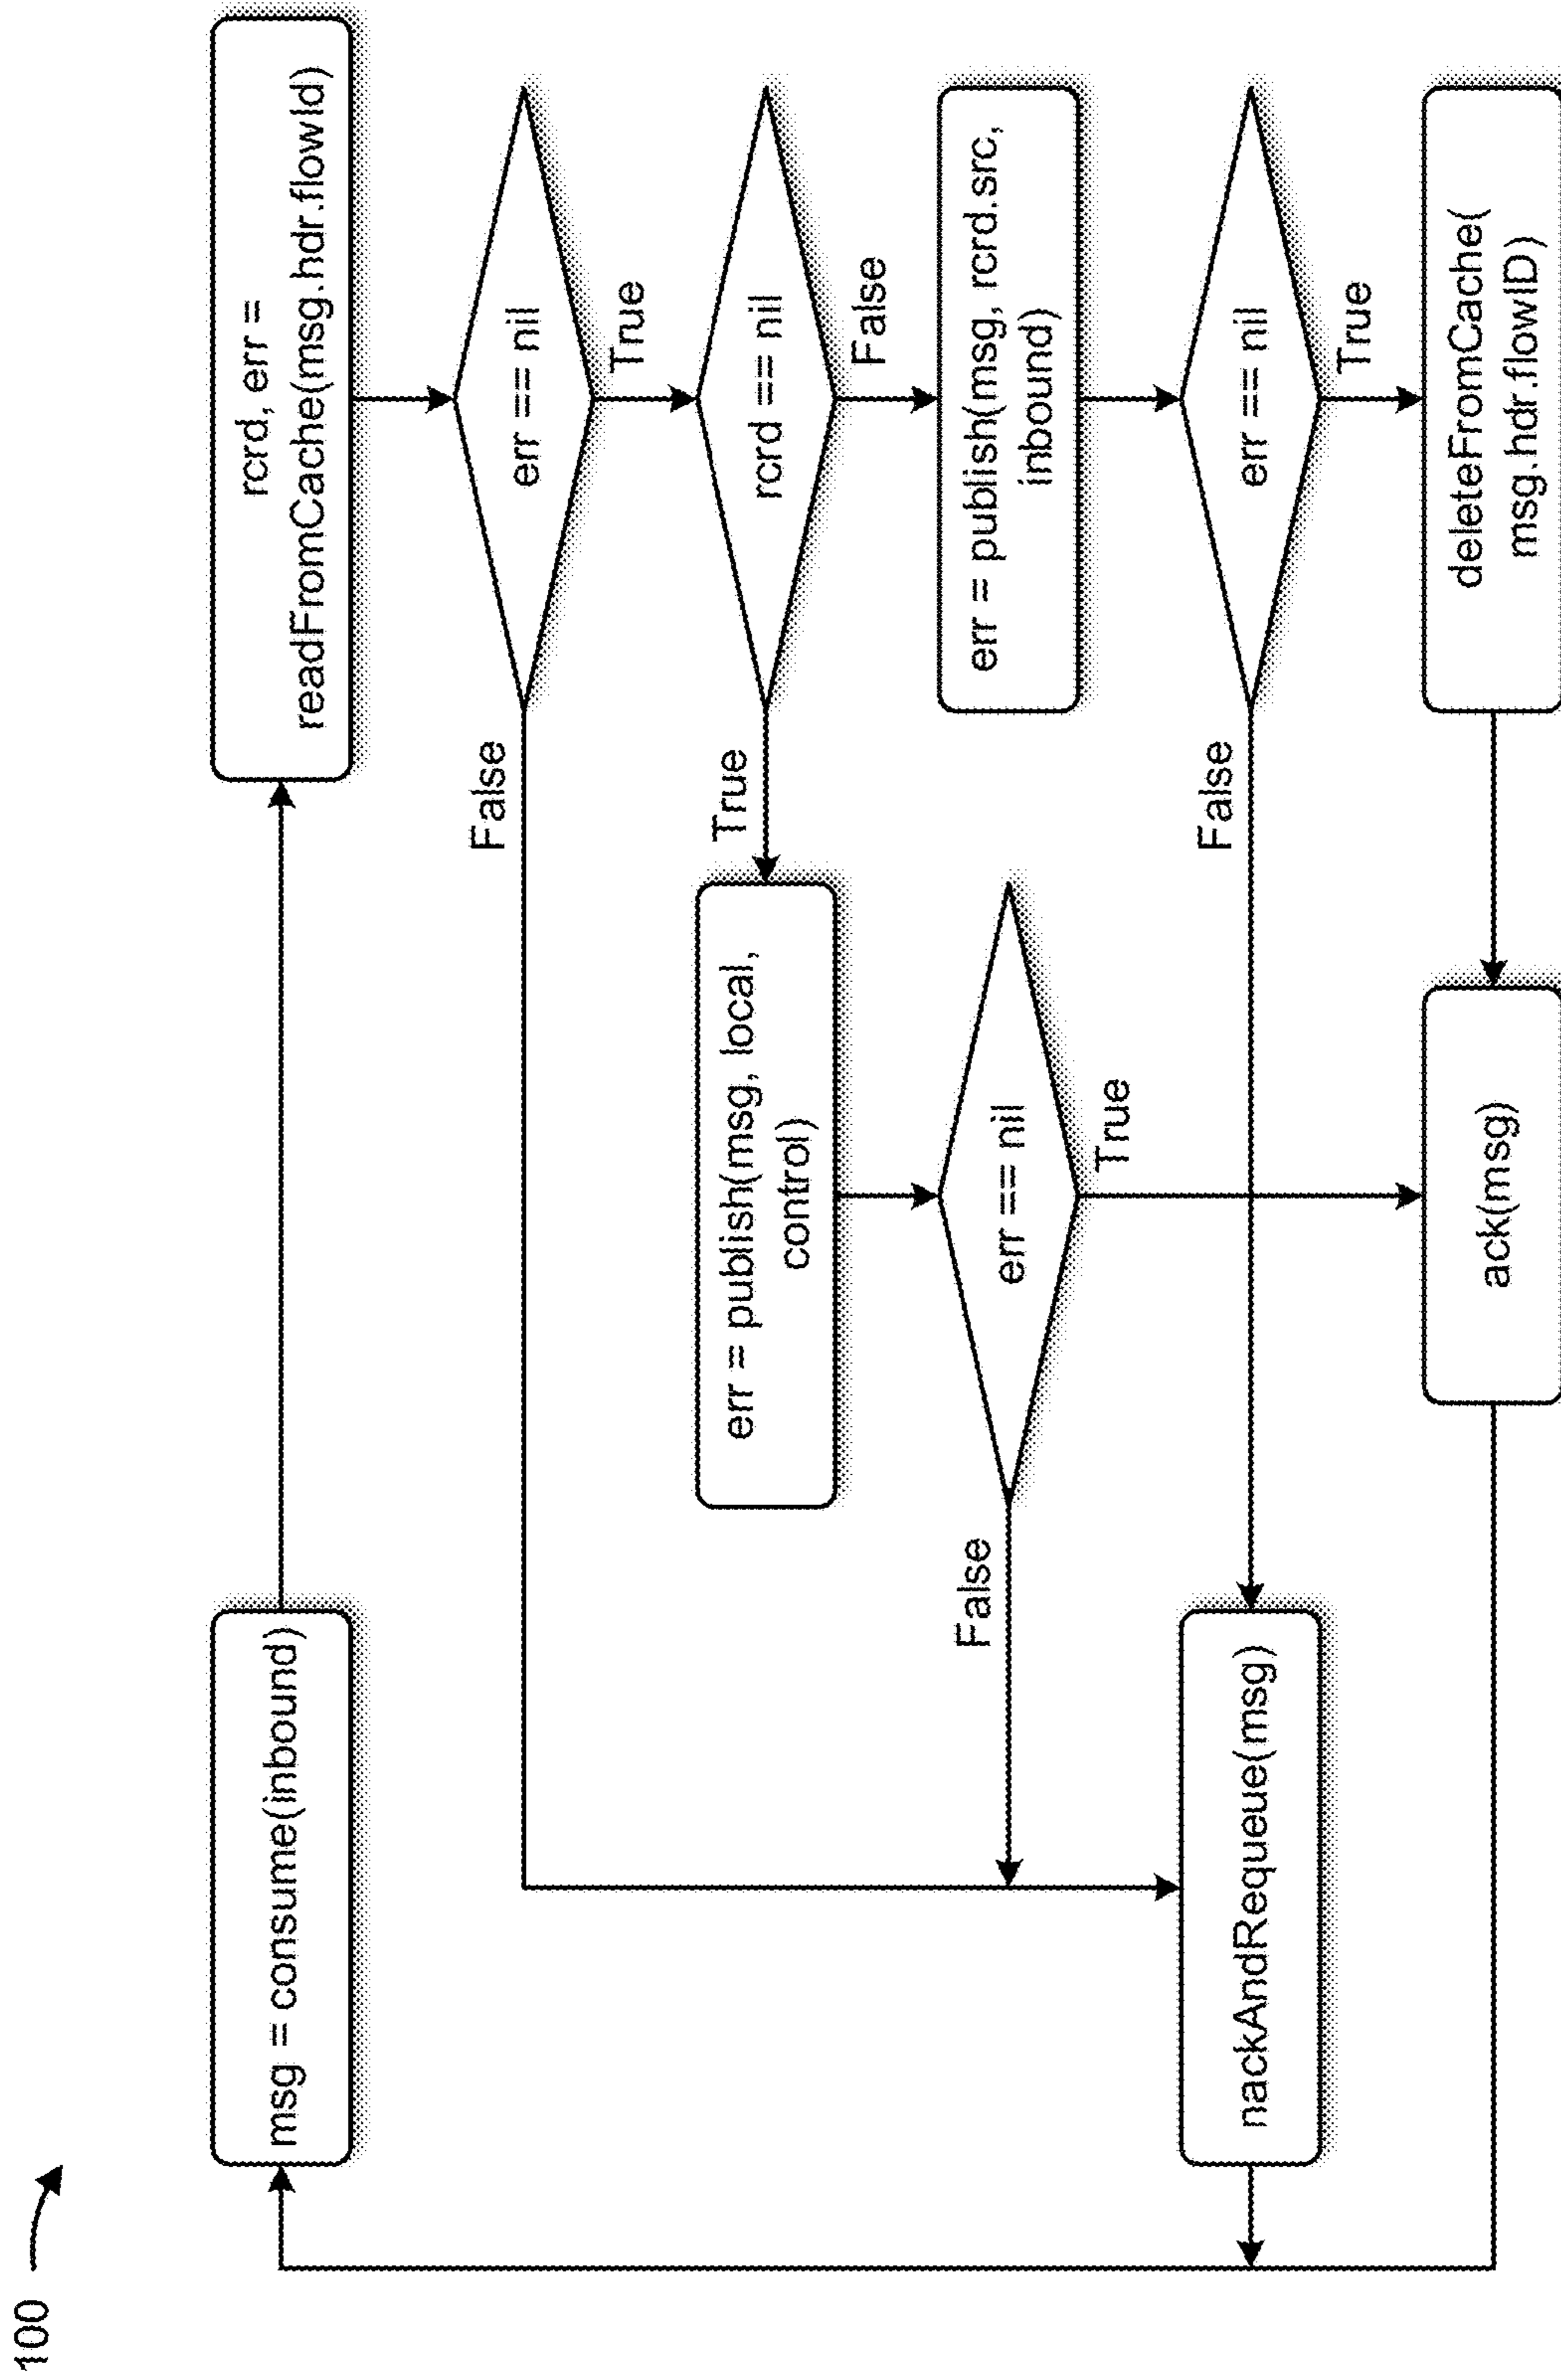 100
msg = consume(inbound)
rcrd, err =
readFromCache(msg.hdr.flowId)
err == nil
False
True
rcrd == nil
True
False
err = publish(msg, local,
control)
err = publish(msg, rcrd.src,
inbound)
err == nil
False
True
err == nil
False
True
nackAndRequeue(msg)
ack(msg)
deleteFromCache(
msg.hdr.flowID)